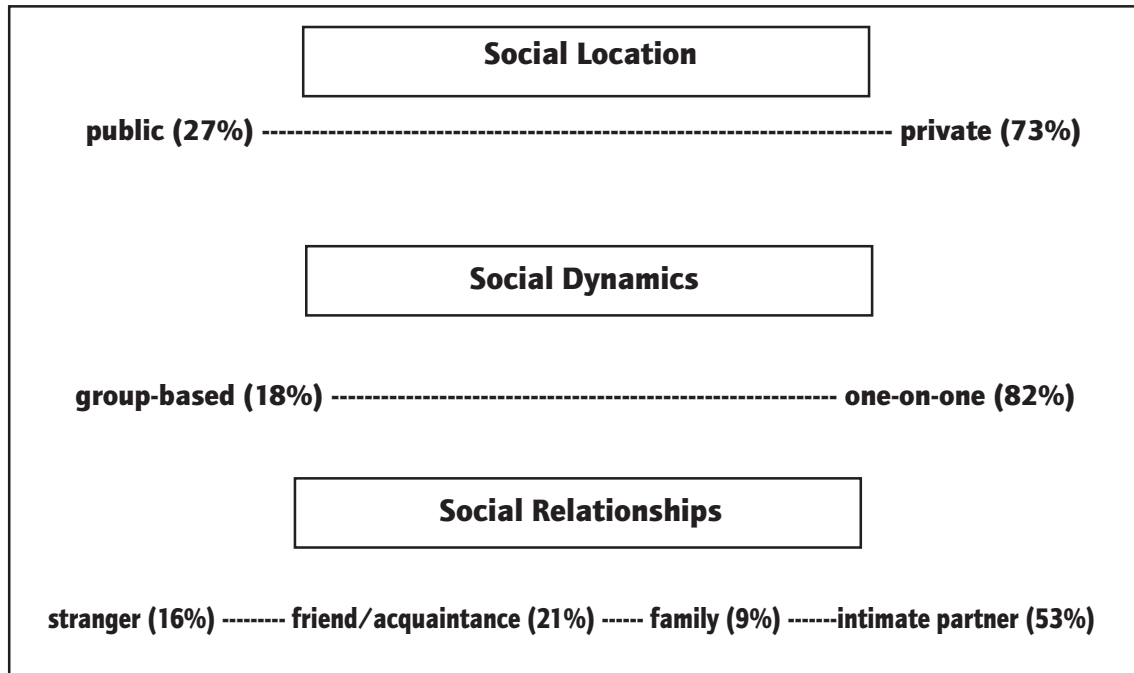 Social Location
public (27%) ---------------------------------------------------------------------------- private (73%)
Social Dynamics
group-based (18%) ------------------------------------------------------------- one-on-one (82%)
Social Relationships
stranger (16%) --------- friend/acquaintance (21%) ------ family (9%) -------intimate partner (53%)